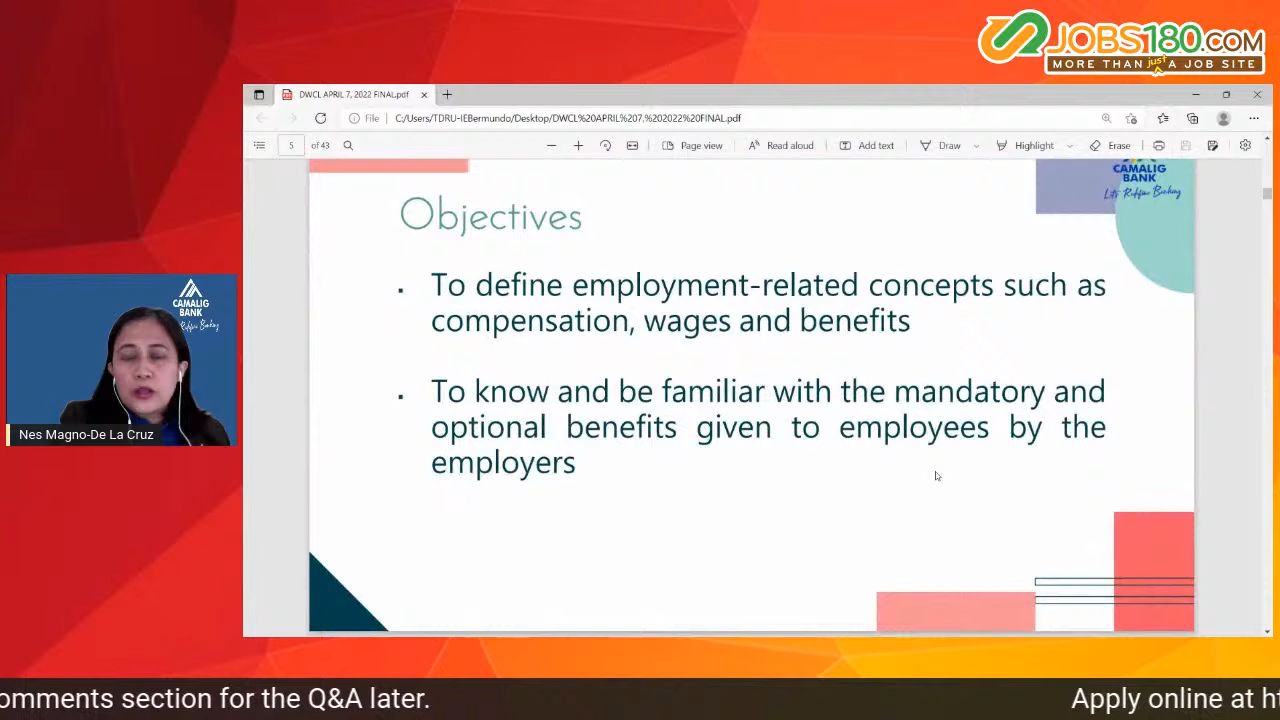 JOBS180.COM
MORE THAN just A JOB SITE
DWCL APRIL 7, 2022 FINAL.pdf
File
C:/Users/TDRU-IEBermundo/Desktop/DWCL%20APRIL%207,%202022%20FINAL.pdf
5 of 43
Page view
Read aloud
Add text
Draw
Highlight
Erase
CAMALIG
BANK
Let's Redefine Banking
Objectives
▪ To define employment-related concepts such as
compensation, wages and benefits
▪ To know and be familiar with the mandatory and
optional benefits given to employees by the
employers
CAMALIG
BANK
Banking
Nes Magno-De La Cruz
omments section for the Q&A later.
Apply online at ht